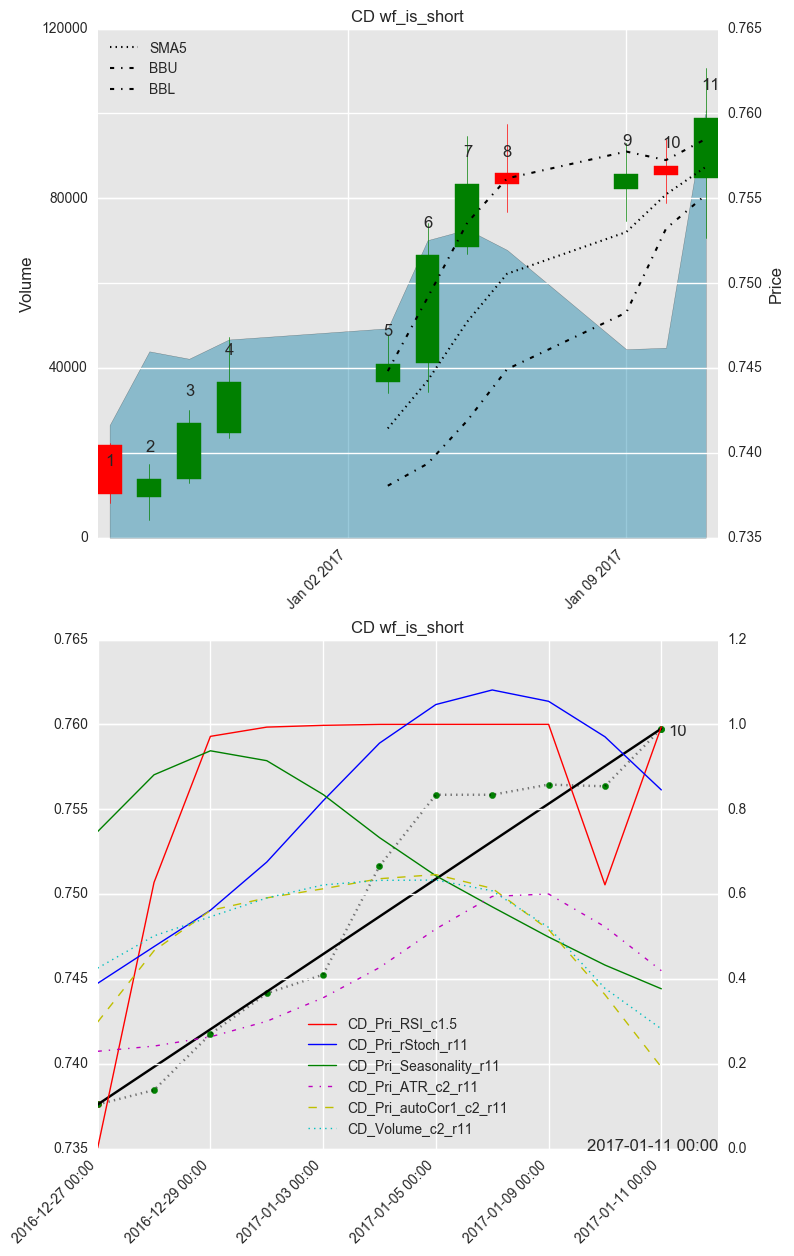 CD wf_is_short
120000
0.765
SMA5
BBU
BBL
11
0.760
7
8
9
10
80000
0.755
6
Volume
0.750
Price
5
4
40000
0.745
3
2
1
0.740
0
0.735
Jan 02 2017
Jan 09 2017
CD wf_is_short
0.765
1.2
0.760
10
1.0
0.755
0.8
0.750
0.6
0.745
0.4
CD_Pri_RSI_c1.5
CD_Pri_rStoch_r11
CD_Pri_Seasonality_r11
0.740
0.2
CD_Pri_ATR_c2_r11
CD_Pri_autoCor1_c2_r11
CD_Volume_c2_r11
2017-01-11 00:00
0.735
0.0
2016-12-27 00:00
2016-12-29 00:00
2017-01-03 00:00
2017-01-05 00:00
2017-01-09 00:00
2017-01-11 00:00